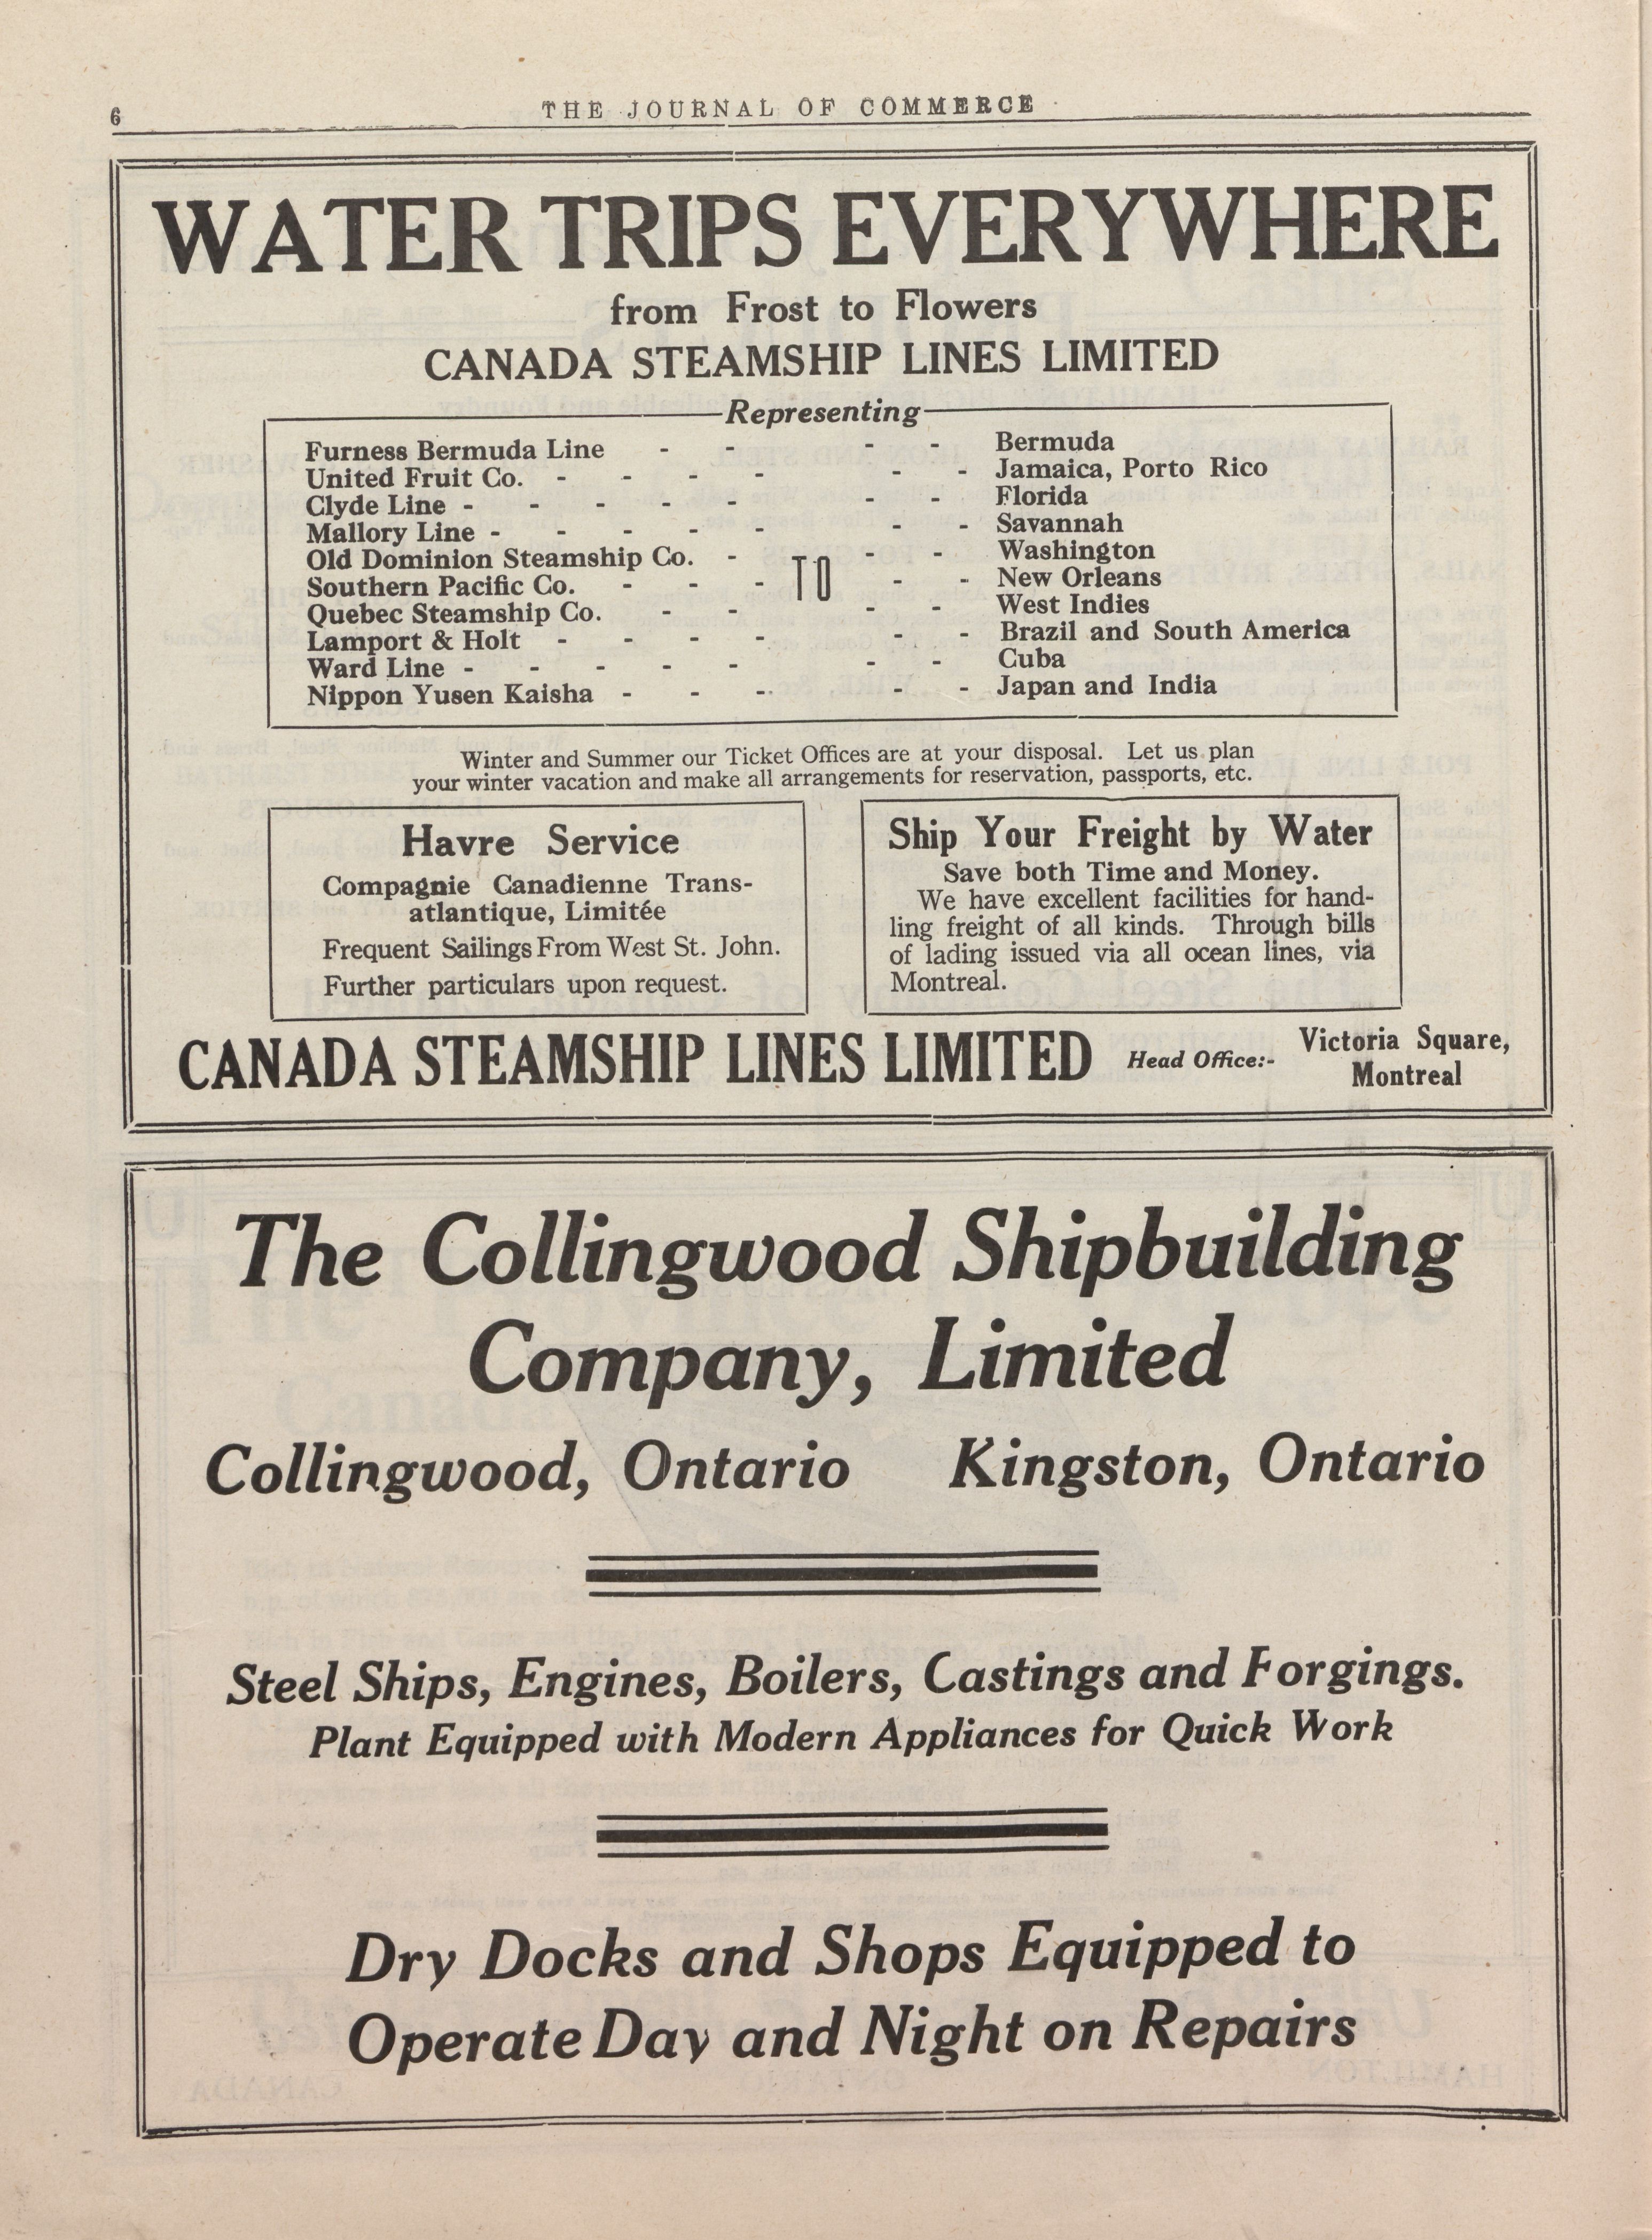 6
THE JOURNAL OF COMMERCE
WATER TRIPS EVERYWHERE
from Frost to Flowers
CANADA STEAMSHIP LINES LIMITED
Representing
Furness Bermuda Line - - - - Bermuda
United Fruit Co. - - - - - - Jamaica, Porto Rico
Clyde Line - - - - - - - Florida
Mallory Line - - - - - - - Savannah
Old Dominion Steamship Co. - - - Washington
TO
Southern Pacific Co. - - - - - New Orleans
Quebec Steamship Co. - - - - West Indies
Lamport & Holt - - - - - - Brazil and South America
Ward Line - - - - - - - Cuba
Nippon Yusen Kaisha - - - - - Japan and India
Winter and Summer our Ticket Offices are at your disposal. Let us plan
your winter vacation and make all arrangements for reservation, passports, etc.
Havre Service
Compagnie Canadienne Trans-
atlantique, Limitée
Frequent Sailings From West St. John.
Further particulars upon request.
Ship Your Freight by Water
Save both Time and Money.
We have excellent facilities for hand-
ling freight of all kinds. Through bills
of lading issued via all ocean lines, via
Montreal.
CANADA STEAMSHIP LINES LIMITED Head Office:- Victoria Square,
Montreal
The Collingwood Shipbuilding
Company, Limited
Collingwood, Ontario Kingston, Ontario
Steel Ships, Engines, Boilers, Castings and Forgings.
Plant Equipped with Modern Appliances for Quick Work
Dry Docks and Shops Equipped to
Operate Day and Night on Repairs